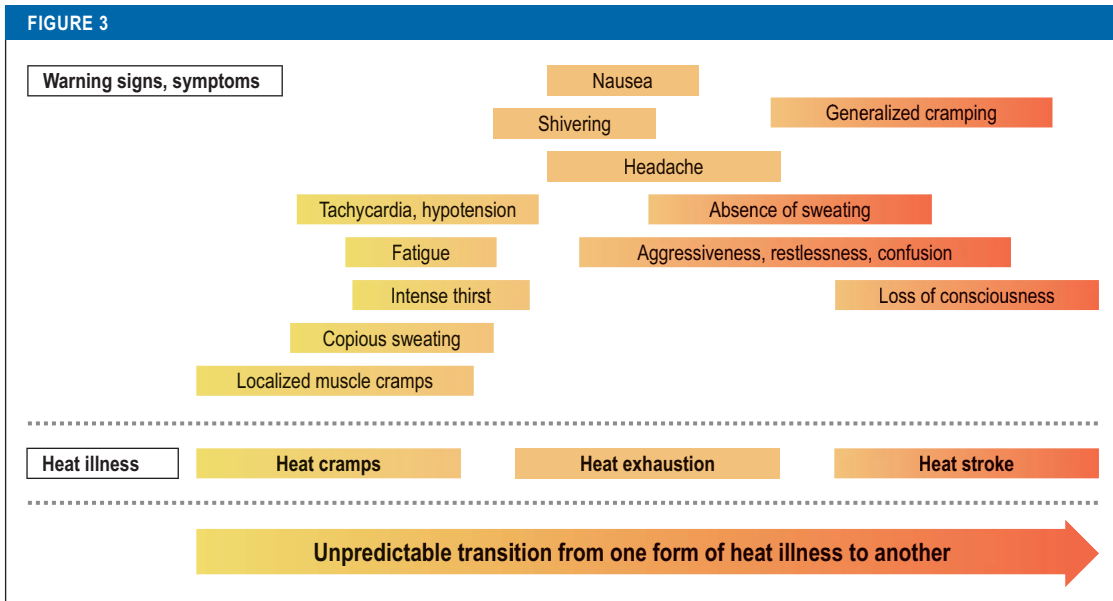 FIGURE 3
Warning signs, symptoms
Nausea
Generalized cramping
Shivering
Headache
Tachycardia, hypotension
Absence of sweating
Fatigue
Aggressiveness, restlessness, confusion
Intense thirst
Loss of consciousness
Copious sweating
Localized muscle cramps
Heat illness
Heat cramps
Heat exhaustion
Heat stroke
Unpredictable transition from one form of heat illness to another